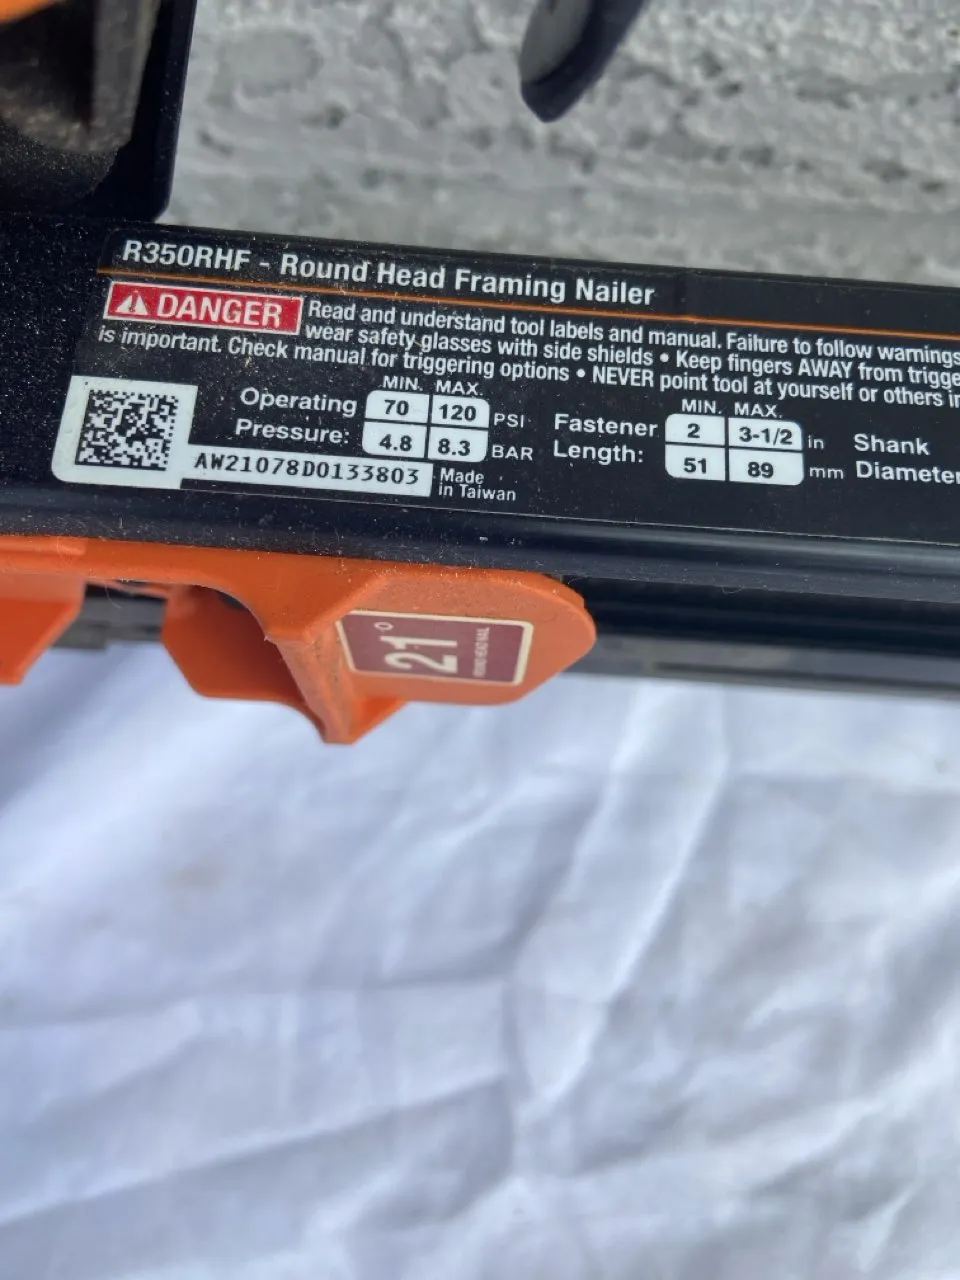 R350RHF - Round Head Framing Nailer
DANGER Read and understand tool labels and manual. Failure to follow warnings
wear safety glasses with side shields • Keep fingers AWAY from
is important. Check manual for triggering options • NEVER point tool at yourself or others
MIN. MAX.
Operating Pressure:
70 120 PSI
4.8 8.3 BAR
MIN. MAX.
Fastener Length:
2 3-1/2 in
51 89 mm
Shank
AW21078D0133803
Made
in Taiwan
21°
ROUND HEAD NAIL